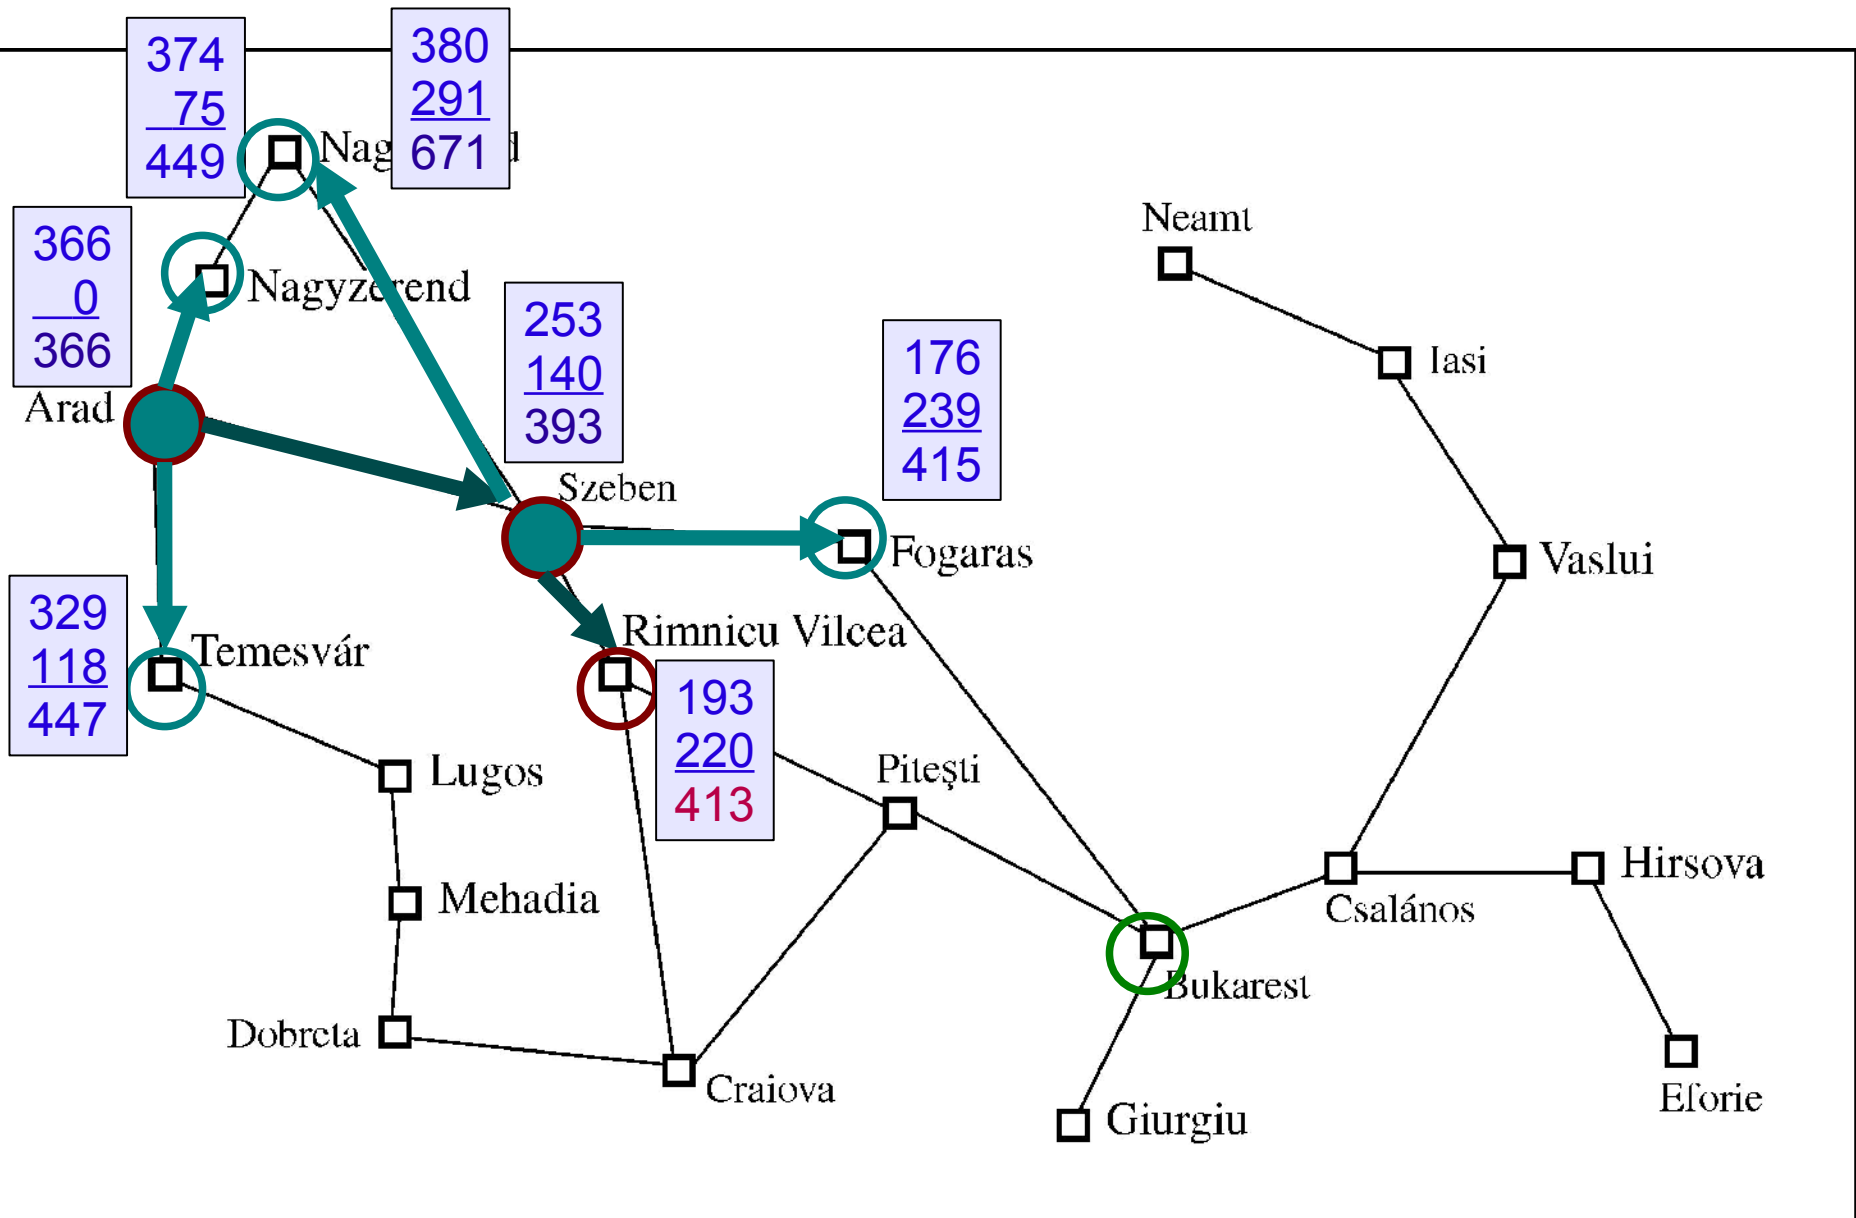 374
75
449
380
291
671
Nag d
366
0
366
Nagyzerend
Arad
253
140
393
Szeben
176
239
415
Fogaras
Neamt
Iasi
Vaslui
329
118
447
Temesvár
Rimnicu Vilcea
193
220
413
Lugos
Piteşti
Mehadia
Hirsova
Csalános
Bukarest
Dobreta
Craiova
Giurgiu
Eforie